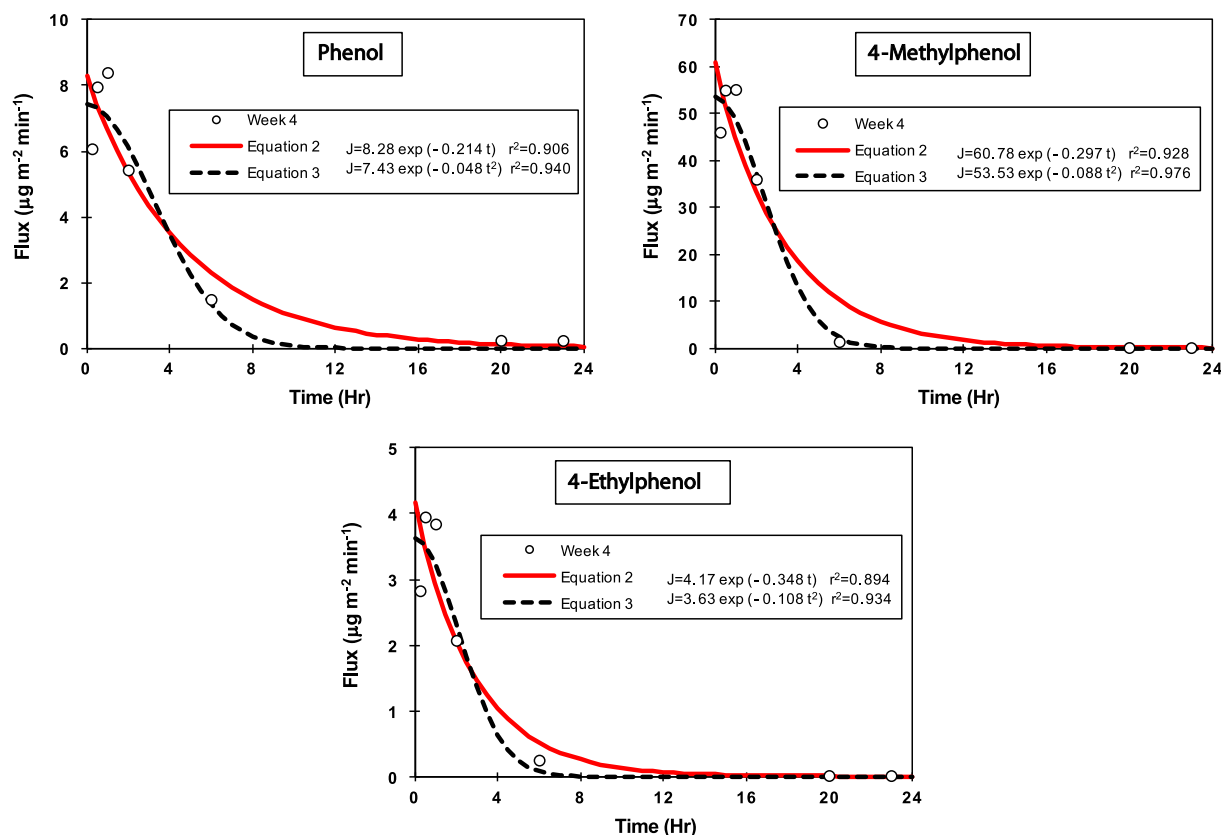 Phenol
10
8
6
4
2
0
0 4 8 12 16 20 24
Flux (µg m⁻² min⁻¹)
Time (Hr)
Week 4
Equation 2 J=8.28 exp (- 0.214 t) r²=0.906
Equation 3 J=7.43 exp (- 0.048 t²) r²=0.940
4-Methylphenol
70
60
50
40
30
20
10
0
0 4 8 12 16 20 24
Flux (µg m⁻² min⁻¹)
Time (Hr)
Week 4
Equation 2 J=60.78 exp (- 0.297 t) r²=0.928
Equation 3 J=53.53 exp (- 0.088 t²) r²=0.976
4-Ethylphenol
5
4
3
2
1
0
0 4 8 12 16 20 24
Flux (µg m⁻² min⁻¹)
Time (Hr)
Week 4
Equation 2 J=4.17 exp (- 0.348 t) r²=0.894
Equation 3 J=3.63 exp (- 0.108 t²) r²=0.934